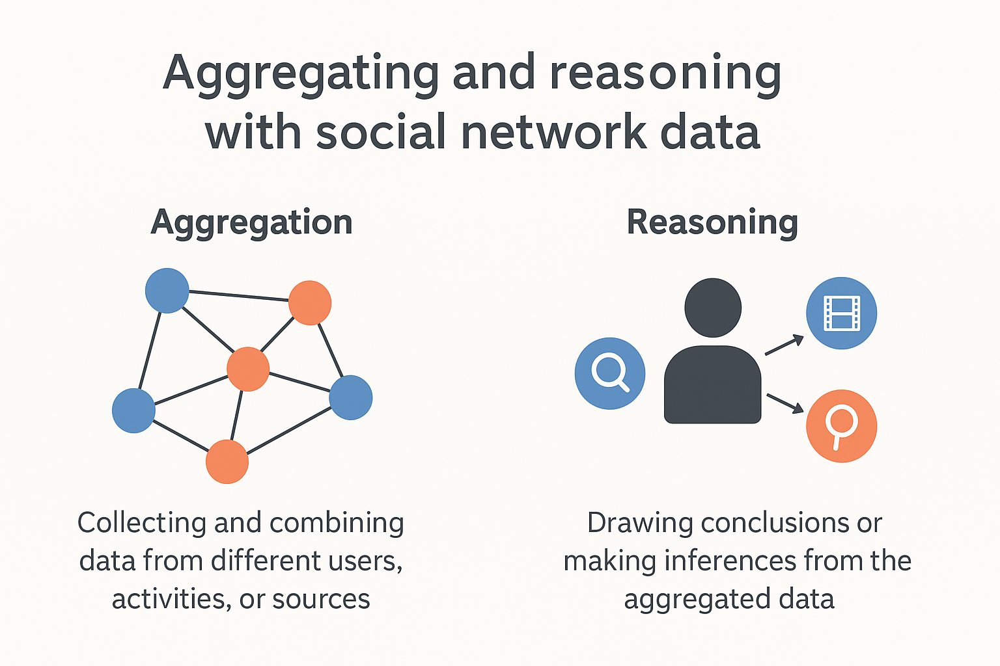 Aggregating and reasoning
with social network data
Aggregation
Collecting and combining
data from different users,
activities, or sources
Reasoning
Drawing conclusions or
making inferences from the
aggregated data